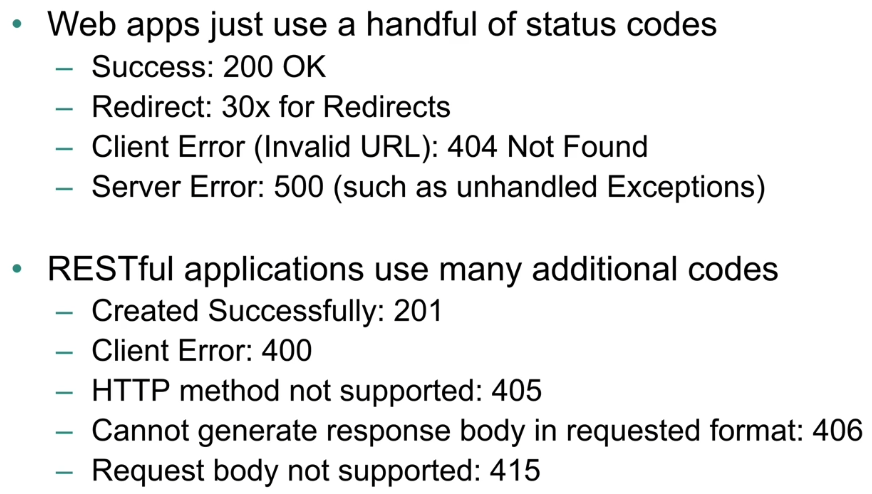 • Web apps just use a handful of status codes
– Success: 200 OK
– Redirect: 30x for Redirects
– Client Error (Invalid URL): 404 Not Found
– Server Error: 500 (such as unhandled Exceptions)
• RESTful applications use many additional codes
– Created Successfully: 201
– Client Error: 400
– HTTP method not supported: 405
– Cannot generate response body in requested format: 406
– Request body not supported: 415